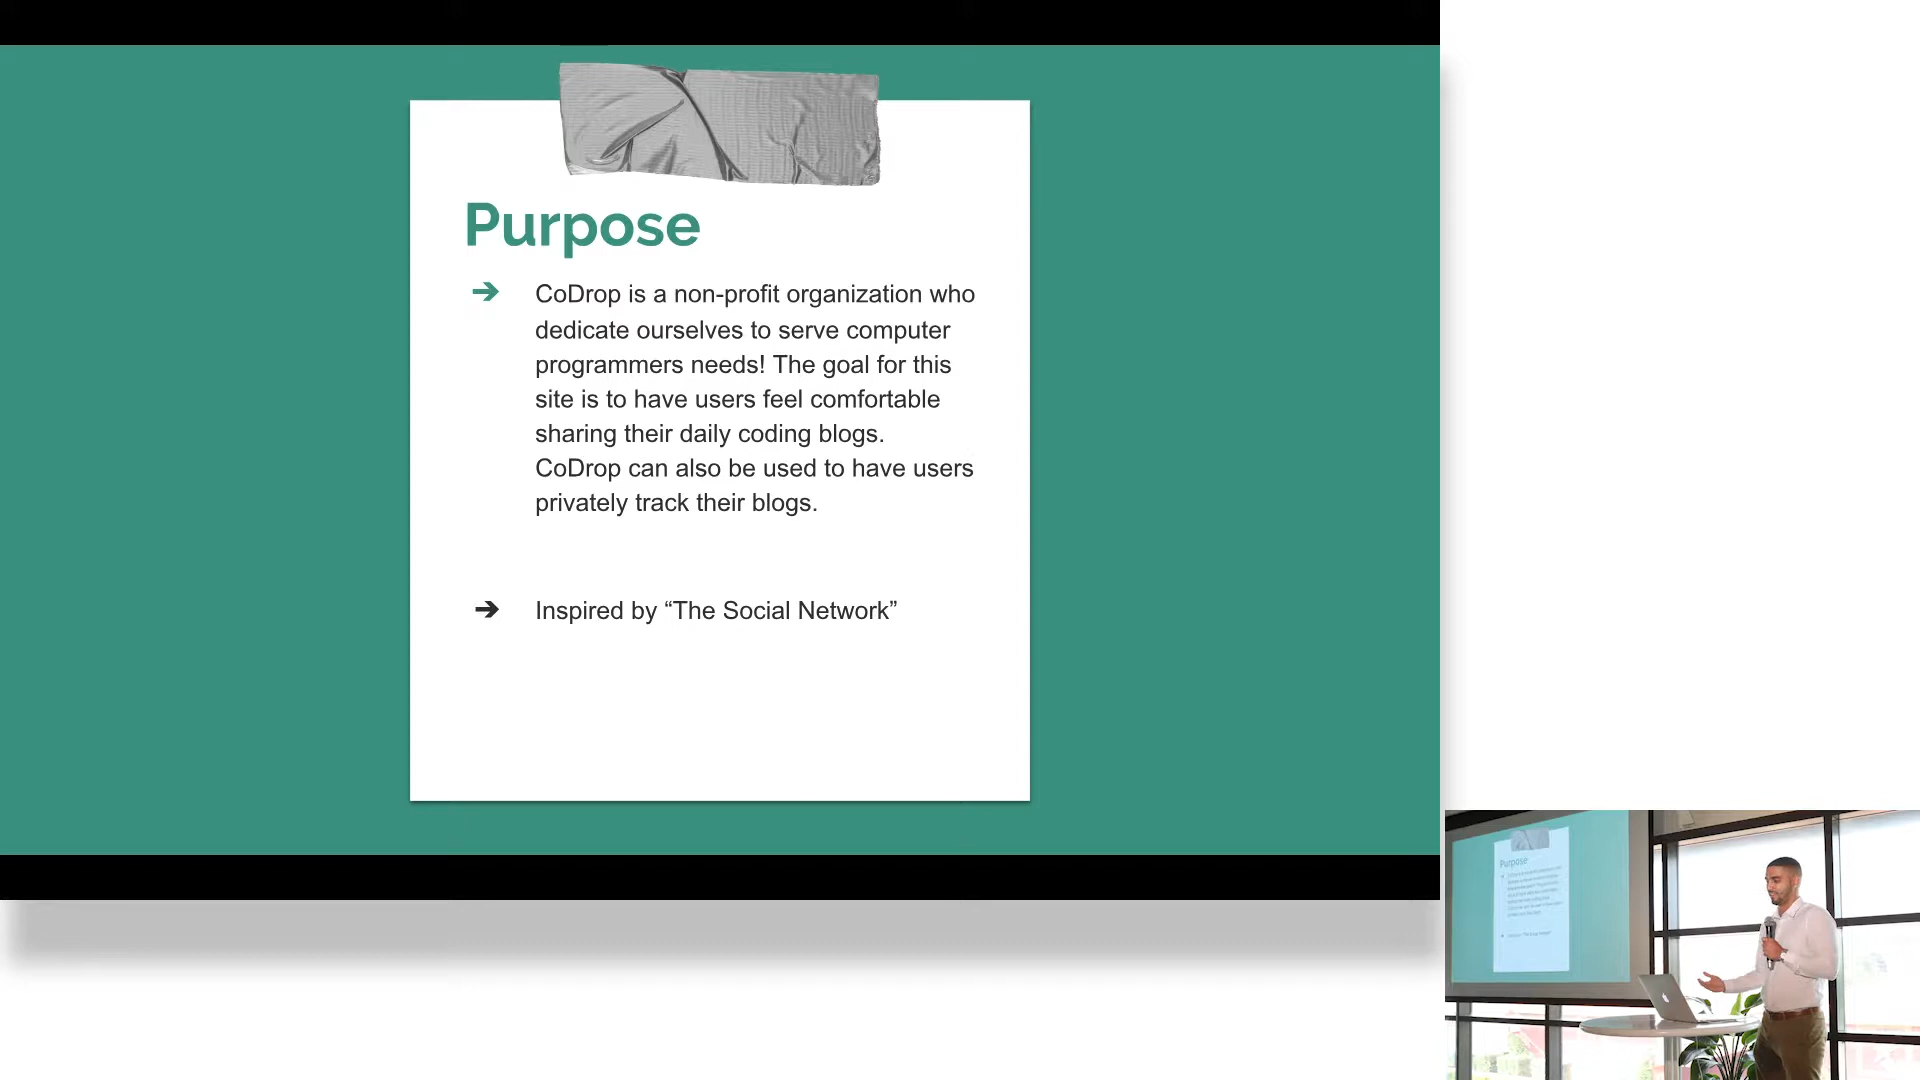 Purpose
➔ CoDrop is a non-profit organization who
dedicate ourselves to serve computer
programmers needs! The goal for this
site is to have users feel comfortable
sharing their daily coding blogs.
CoDrop can also be used to have users
privately track their blogs.
➔ Inspired by “The Social Network”
Purpose